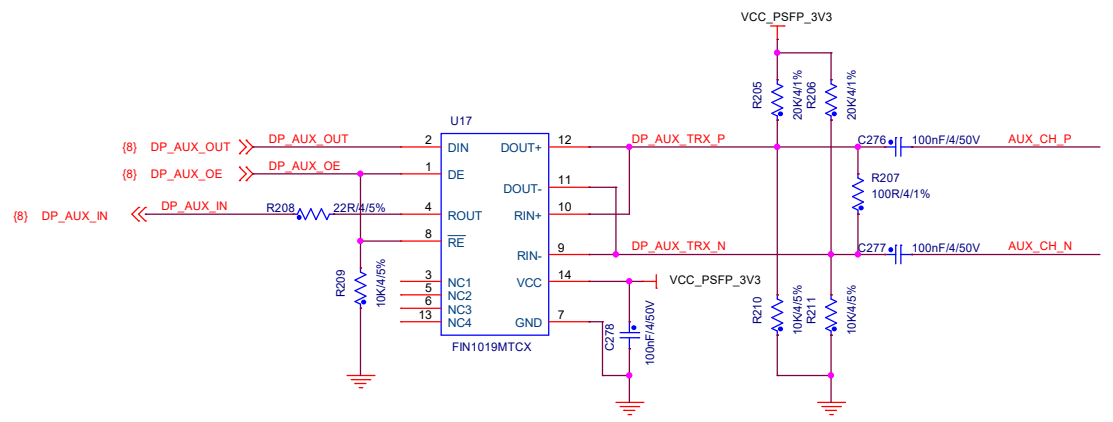 VCC_PSFP_3V3
R205
20K/4/1%
R206
20K/4/1%
U17
{8} DP_AUX_OUT
DP_AUX_OUT
2
DIN
DOUT+
12
DP_AUX_TRX_P
C276
100nF/4/50V
AUX_CH_P
{8} DP_AUX_OE
DP_AUX_OE
1
DE
DOUT-
11
R207
100R/4/1%
{8} DP_AUX_IN
DP_AUX_IN
R208
22R/4/5%
4
ROUT
RIN+
10
8
RE
RIN-
9
DP_AUX_TRX_N
C277
100nF/4/50V
AUX_CH_N
R209
10K/4/5%
3
NC1
VCC
14
VCC_PSFP_3V3
5
NC2
6
NC3
13
NC4
GND
7
C278
100nF/4/50V
R210
10K/4/5%
R211
10K/4/5%
FIN1019MTCX